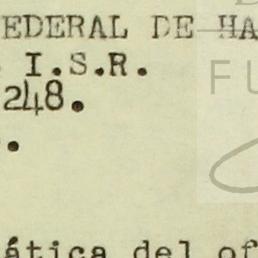 EDERAL DE HA
I.S.R.
248.
.
ática del of
FU